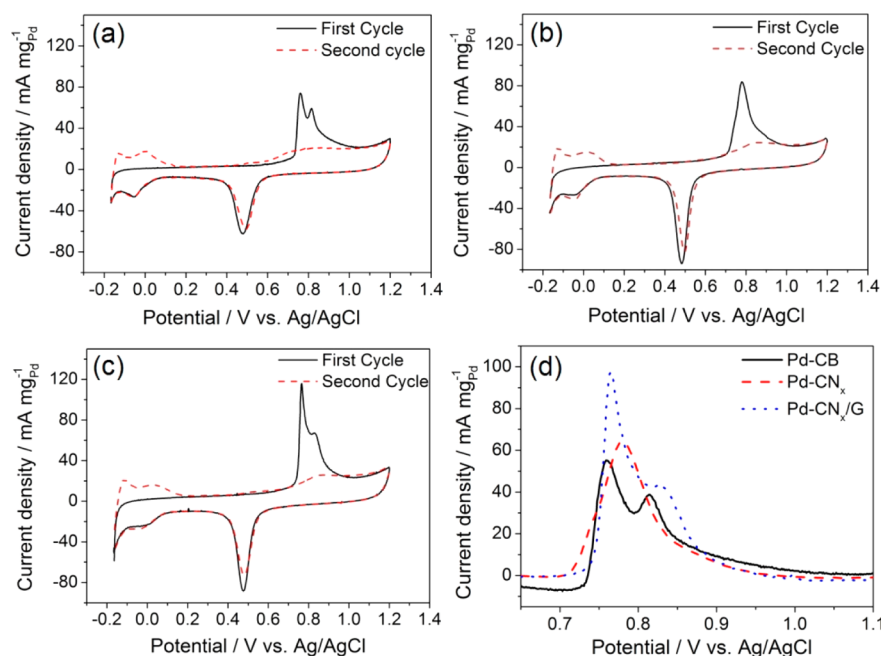 (a)
First Cycle
Second cycle
120
80
40
0
-40
-80
Current density / mA mg⁻¹Pd
-0.2 0.0 0.2 0.4 0.6 0.8 1.0 1.2 1.4
Potential / V vs. Ag/AgCl
(b)
First Cycle
Second Cycle
120
80
40
0
-40
-80
Current density / mA mg⁻¹Pd
-0.2 0.0 0.2 0.4 0.6 0.8 1.0 1.2 1.4
Potential / V vs. Ag/AgCl
(c)
First Cycle
Second Cycle
120
80
40
0
-40
-80
Current density / mA mg⁻¹Pd
-0.2 0.0 0.2 0.4 0.6 0.8 1.0 1.2 1.4
Potential / V vs. Ag/AgCl
(d)
Pd-CB
Pd-CNx
Pd-CNx/G
100
80
60
40
20
0
Current density / mA mg⁻¹Pd
0.7 0.8 0.9 1.0 1.1
Potential / V vs. Ag/AgCl